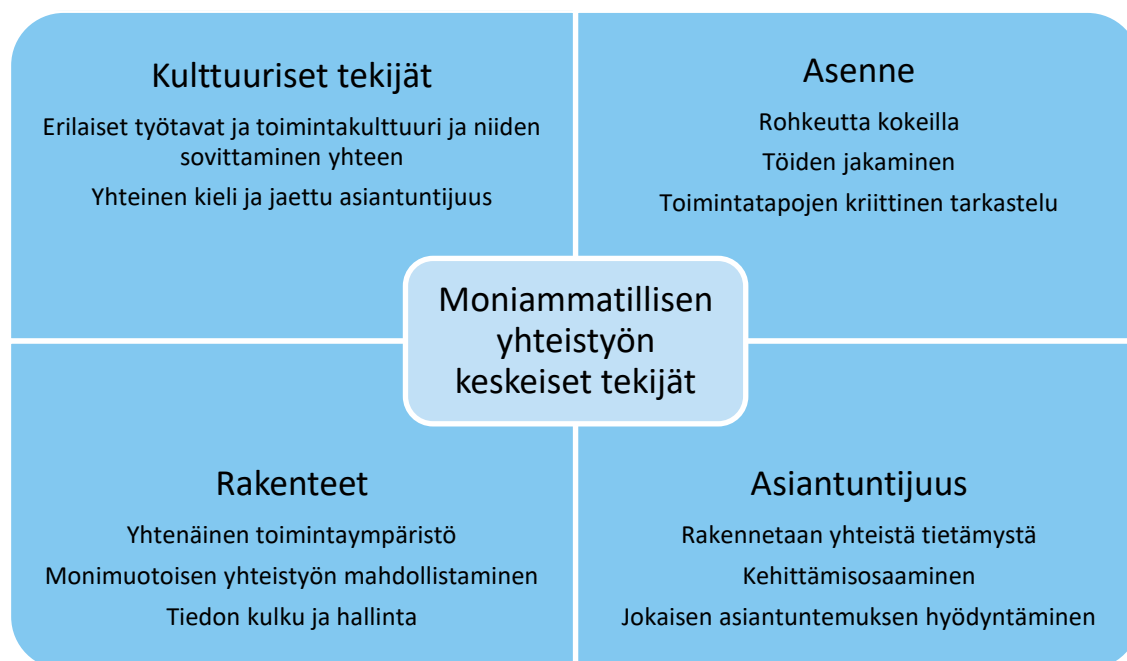 Kulttuuriset tekijät
Erilaiset työtavat ja toimintakulttuuri ja niiden
sovittaminen yhteen
Yhteinen kieli ja jaettu asiantuntijuus
Asenne
Rohkeutta kokeilla
Töiden jakaminen
Toimintatapojen kriittinen tarkastelu
Moniammatillisen
yhteistyön
keskeiset tekijät
Rakenteet
Yhtenäinen toimintaympäristö
Monimuotoisen yhteistyön mahdollistaminen
Tiedon kulku ja hallinta
Asiantuntijuus
Rakennetaan yhteistä tietämystä
Kehittämisosaaminen
Jokaisen asiantuntemuksen hyödyntäminen